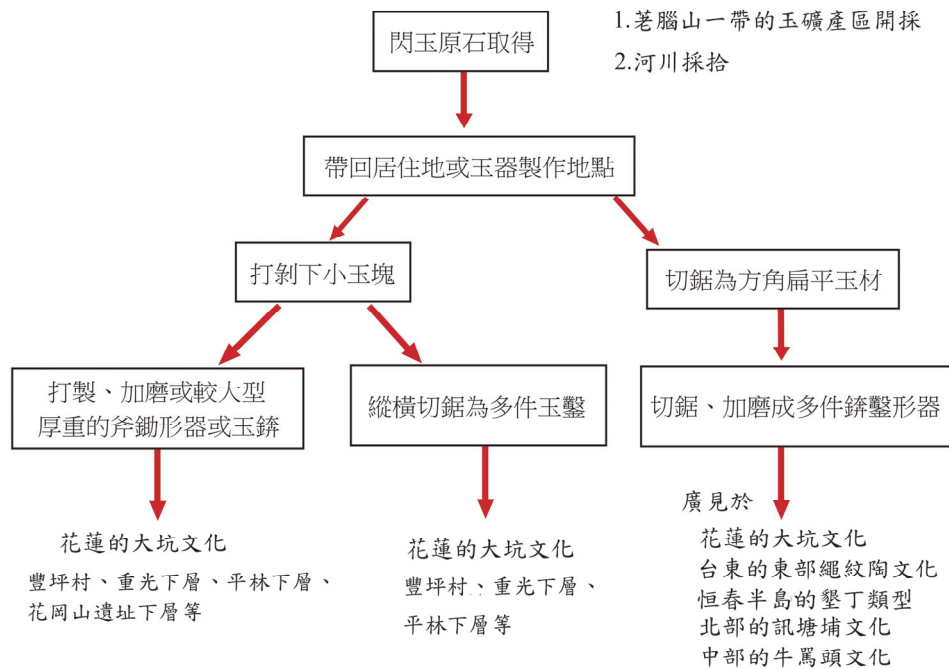 閃玉原石取得
1.荖腦山一帶的玉礦產區開採
2.河川採拾
帶回居住地或玉器製作地點
打剝下小玉塊
切鋸為方角扁平玉材
打製、加磨或較大型
厚重的斧鋤形器或玉錛
縱橫切鋸為多件玉鑿
切鋸、加磨成多件錛鑿形器
花蓮的大坑文化
豐坪村、重光下層、平林下層、
花岡山遺址下層等
花蓮的大坑文化
豐坪村、重光下層、
平林下層等
廣見於
花蓮的大坑文化
台東的東部繩紋陶文化
恒春半島的墾丁類型
北部的訊塘埔文化
中部的牛罵頭文化